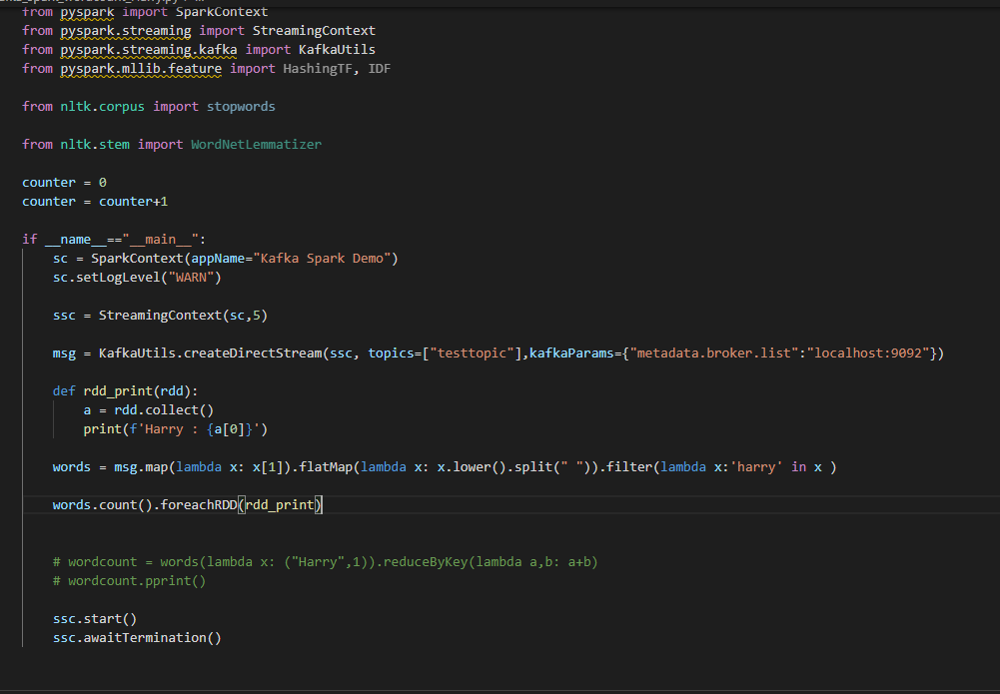 from pyspark import SparkContext
from pyspark.streaming import StreamingContext
from pyspark.streaming.kafka import KafkaUtils
from pyspark.mllib.feature import HashingTF, IDF
from nltk.corpus import stopwords
from nltk.stem import WordNetLemmatizer
counter = 0
counter = counter+1
if __name__=="__main__":
    sc = SparkContext(appName="Kafka Spark Demo")
    sc.setLogLevel("WARN")
    ssc = StreamingContext(sc,5)
    msg = KafkaUtils.createDirectStream(ssc, topics=["testtopic"],kafkaParams={"metadata.broker.list":"localhost:9092"})
    def rdd_print(rdd):
        a = rdd.collect()
        print(f'Harry : {a[0]}')
    words = msg.map(lambda x: x[1]).flatMap(lambda x: x.lower().split(" ")).filter(lambda x:'harry' in x )
    words.count().foreachRDD(rdd_print)
    # wordcount = words(lambda x: ("Harry",1)).reduceByKey(lambda a,b: a+b)
    # wordcount.pprint()
    ssc.start()
    ssc.awaitTermination()